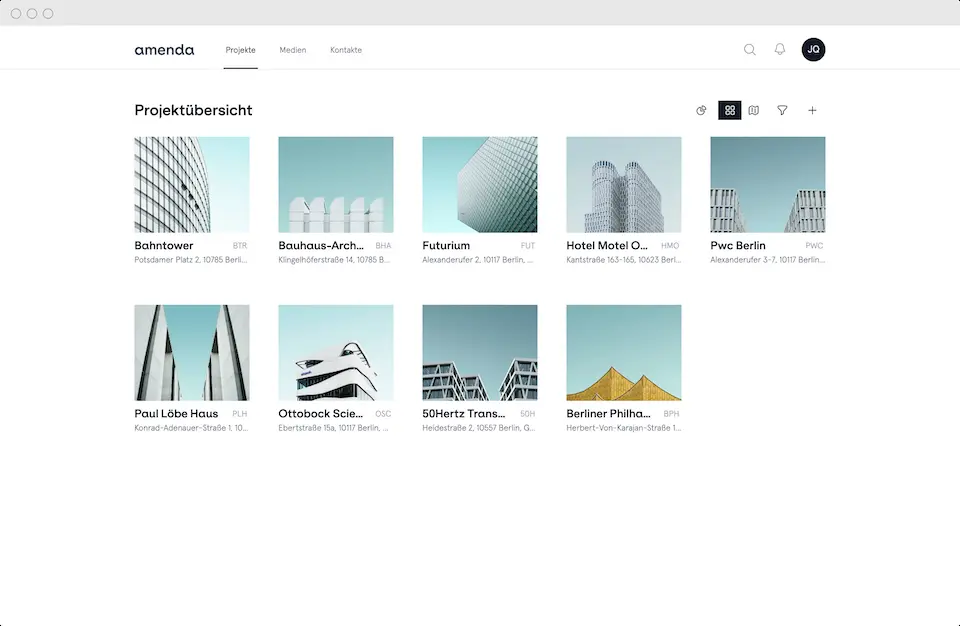 amenda
Projekte
Medien
Kontakte
JQ
Projektübersicht
Bahntower BTR
Potsdamer Platz 2, 10785 Berli...
Bauhaus-Arch... BHA
Klingelhöferstraße 14, 10785 B...
Futurium FUT
Alexanderufer 2, 10117 Berlin, ...
Hotel Motel O... HMO
Kantstraße 163-165, 10623 Berl...
Pwc Berlin PWC
Alexanderufer 3-7, 10117 Berlin...
Paul Löbe Haus PLH
Konrad-Adenauer-Straße 1, 10...
Ottobock Scie... OSC
Ebertstraße 15a, 10117 Berlin, ...
50Hertz Trans... 50H
Heidestraße 2, 10557 Berlin, G...
Berliner Philha... BPH
Herbert-Von-Karajan-Straße 1...